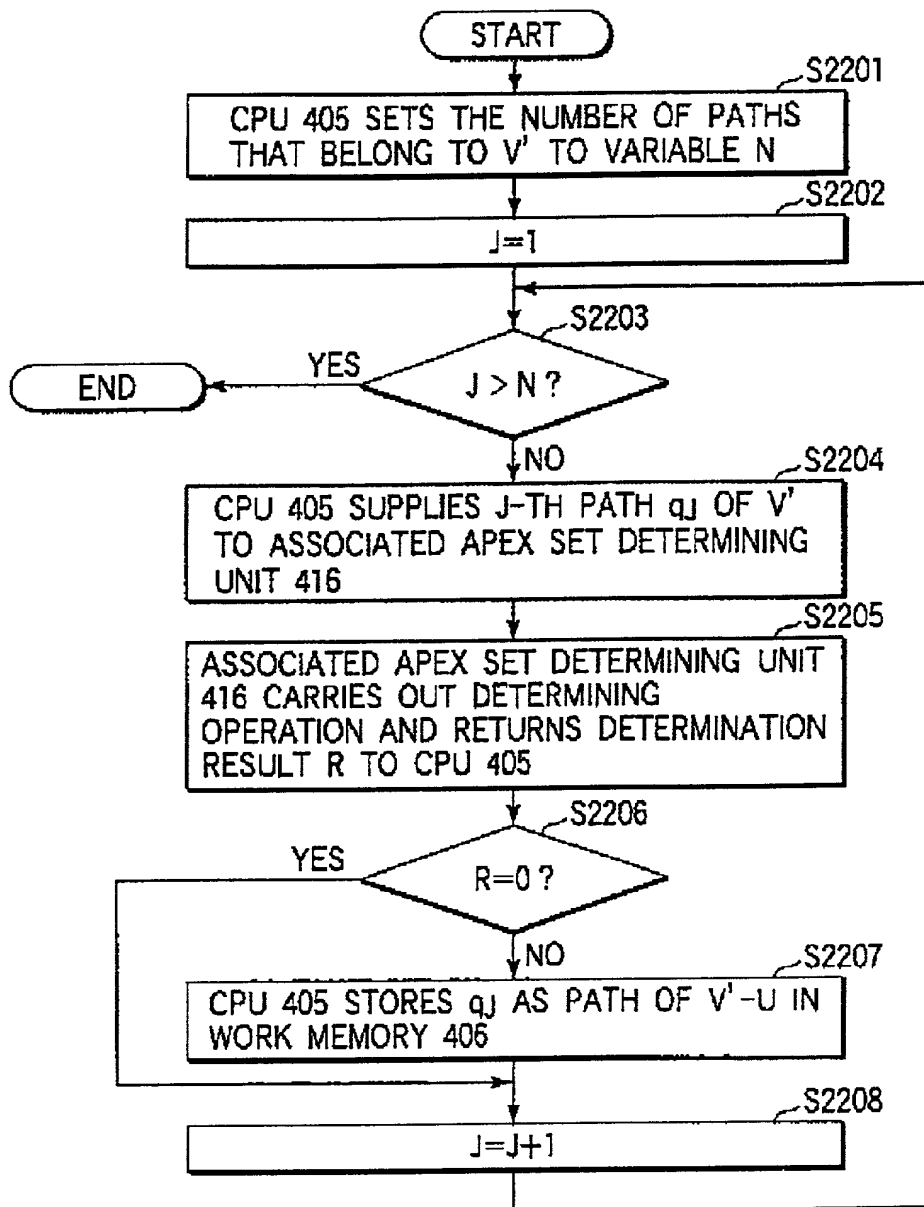 START
S2201
CPU 405 SETS THE NUMBER OF PATHS
THAT BELONG TO V' TO VARIABLE N
S2202
J=1
S2203
YES
J > N ?
END
NO
S2204
CPU 405 SUPPLIES J-TH PATH qJ OF V'
TO ASSOCIATED APEX SET DETERMINING
UNIT 416
S2205
ASSOCIATED APEX SET DETERMINING UNIT
416 CARRIES OUT DETERMINING
OPERATION AND RETURNS DETERMINATION
RESULT R TO CPU 405
S2206
YES
R=0 ?
NO
S2207
CPU 405 STORES qJ AS PATH OF V'-U IN
WORK MEMORY 406
S2208
J=J+1